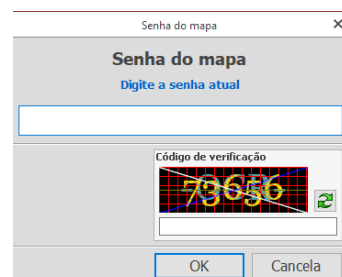 Senha do mapa
Senha do mapa
Digite a senha atual
Código de verificação
OK
Cancela